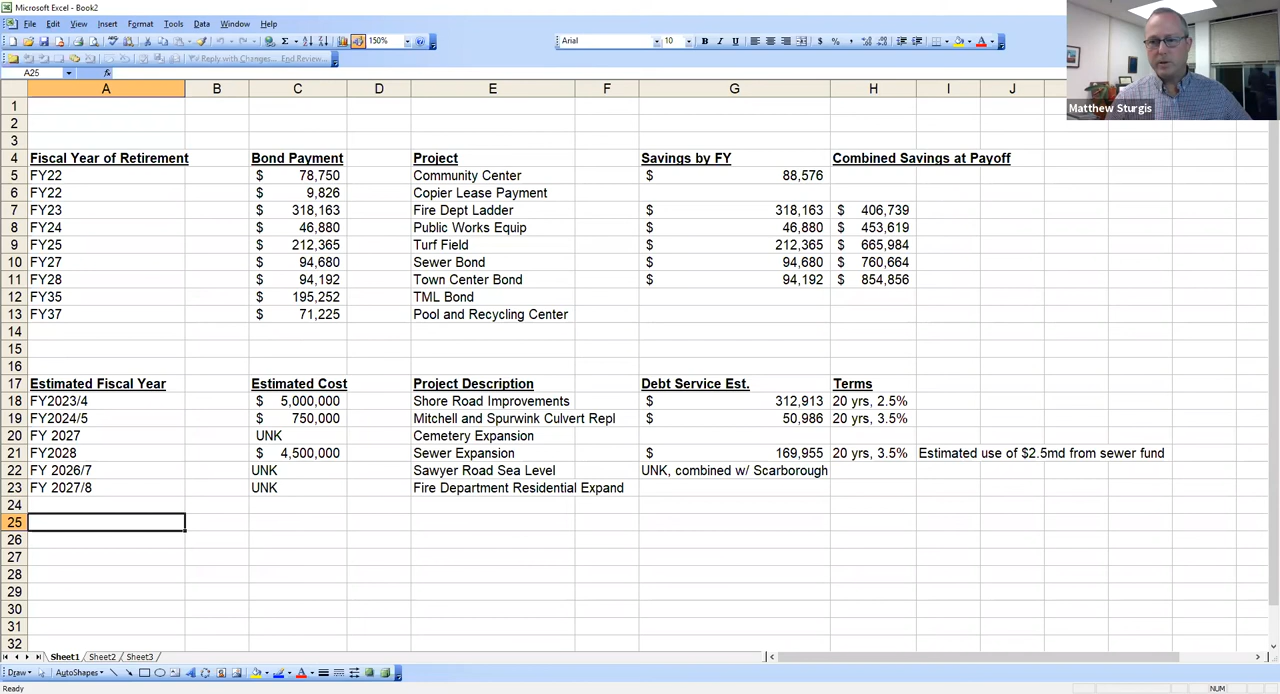 Microsoft Excel - Book2
File Edit View Insert Format Tools Data Window Help
150% Arial 10 B I U $ % ,
Reply with Changes... End Review...
A25 fx
A B C D E F G H I J
1
2
3
4 Fiscal Year of Retirement Bond Payment Project Savings by FY Combined Savings at Payoff
5 FY22 $ 78,750 Community Center $ 88,576
6 FY22 $ 9,826 Copier Lease Payment
7 FY23 $ 318,163 Fire Dept Ladder $ 318,163 $ 406,739
8 FY24 $ 46,880 Public Works Equip $ 46,880 $ 453,619
9 FY25 $ 212,365 Turf Field $ 212,365 $ 665,984
10 FY27 $ 94,680 Sewer Bond $ 94,680 $ 760,664
11 FY28 $ 94,192 Town Center Bond $ 94,192 $ 854,856
12 FY35 $ 195,252 TML Bond
13 FY37 $ 71,225 Pool and Recycling Center
14
15
16
17 Estimated Fiscal Year Estimated Cost Project Description Debt Service Est. Terms
18 FY2023/4 $ 5,000,000 Shore Road Improvements $ 312,913 20 yrs, 2.5%
19 FY2024/5 $ 750,000 Mitchell and Spurwink Culvert Repl $ 50,986 20 yrs, 3.5%
20 FY 2027 UNK Cemetery Expansion
21 FY2028 $ 4,500,000 Sewer Expansion $ 169,955 20 yrs, 3.5% Estimated use of $2.5md from sewer fund
22 FY 2026/7 UNK Sawyer Road Sea Level UNK, combined w/ Scarborough
23 FY 2027/8 UNK Fire Department Residential Expand
24
25
26
27
28
29
30
31
32
Matthew Sturgis
Sheet1 Sheet2 Sheet3
Draw AutoShapes
Ready NUM